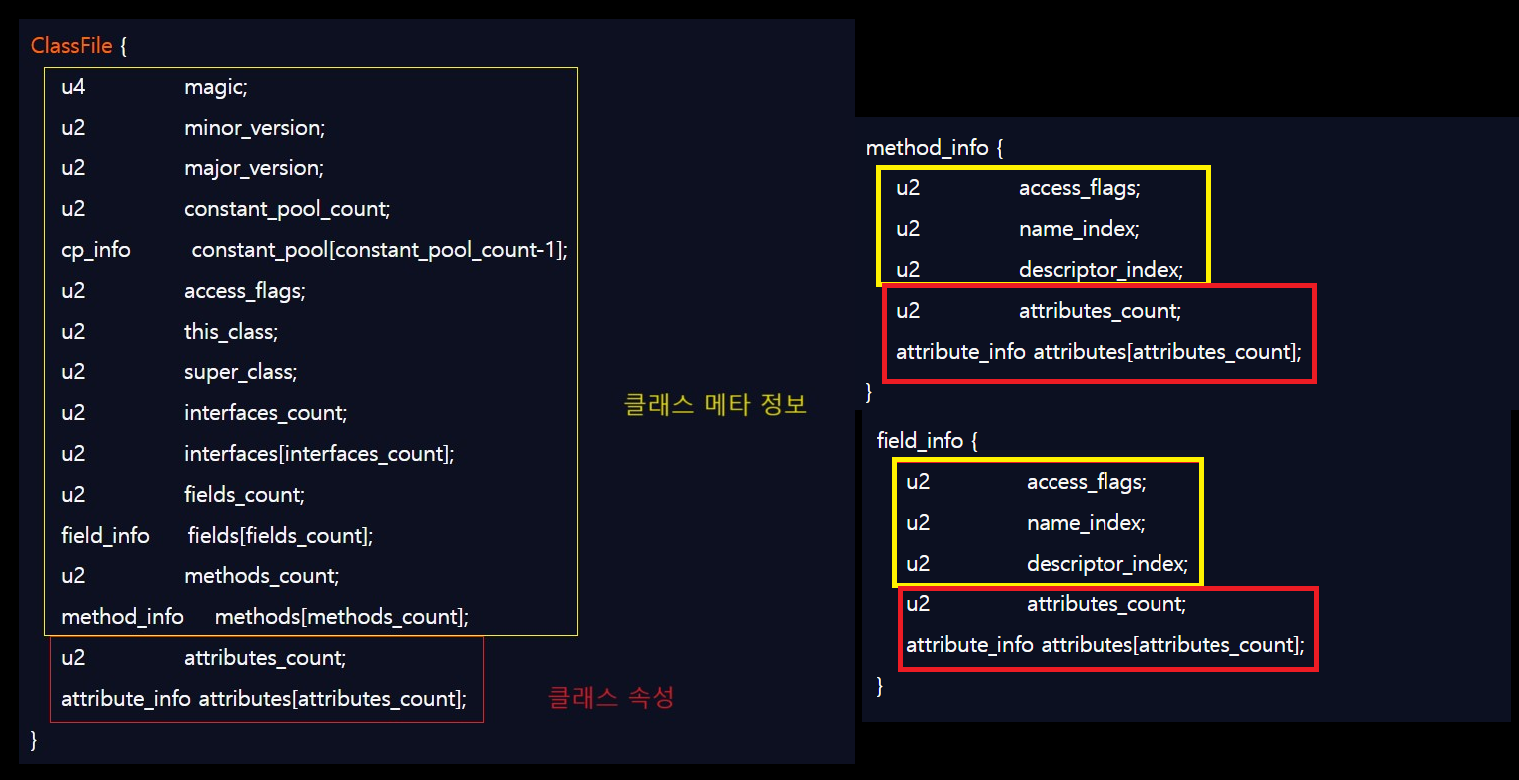 ClassFile {
u4 magic;
u2 minor_version;
u2 major_version;
u2 constant_pool_count;
cp_info constant_pool[constant_pool_count-1];
u2 access_flags;
u2 this_class;
u2 super_class;
u2 interfaces_count;
u2 interfaces[interfaces_count];
u2 fields_count;
field_info fields[fields_count];
u2 methods_count;
method_info methods[methods_count];
u2 attributes_count;
attribute_info attributes[attributes_count];
}
클래스 메타 정보
클래스 속성
method_info {
u2 access_flags;
u2 name_index;
u2 descriptor_index;
u2 attributes_count;
attribute_info attributes[attributes_count];
}
field_info {
u2 access_flags;
u2 name_index;
u2 descriptor_index;
u2 attributes_count;
attribute_info attributes[attributes_count];
}